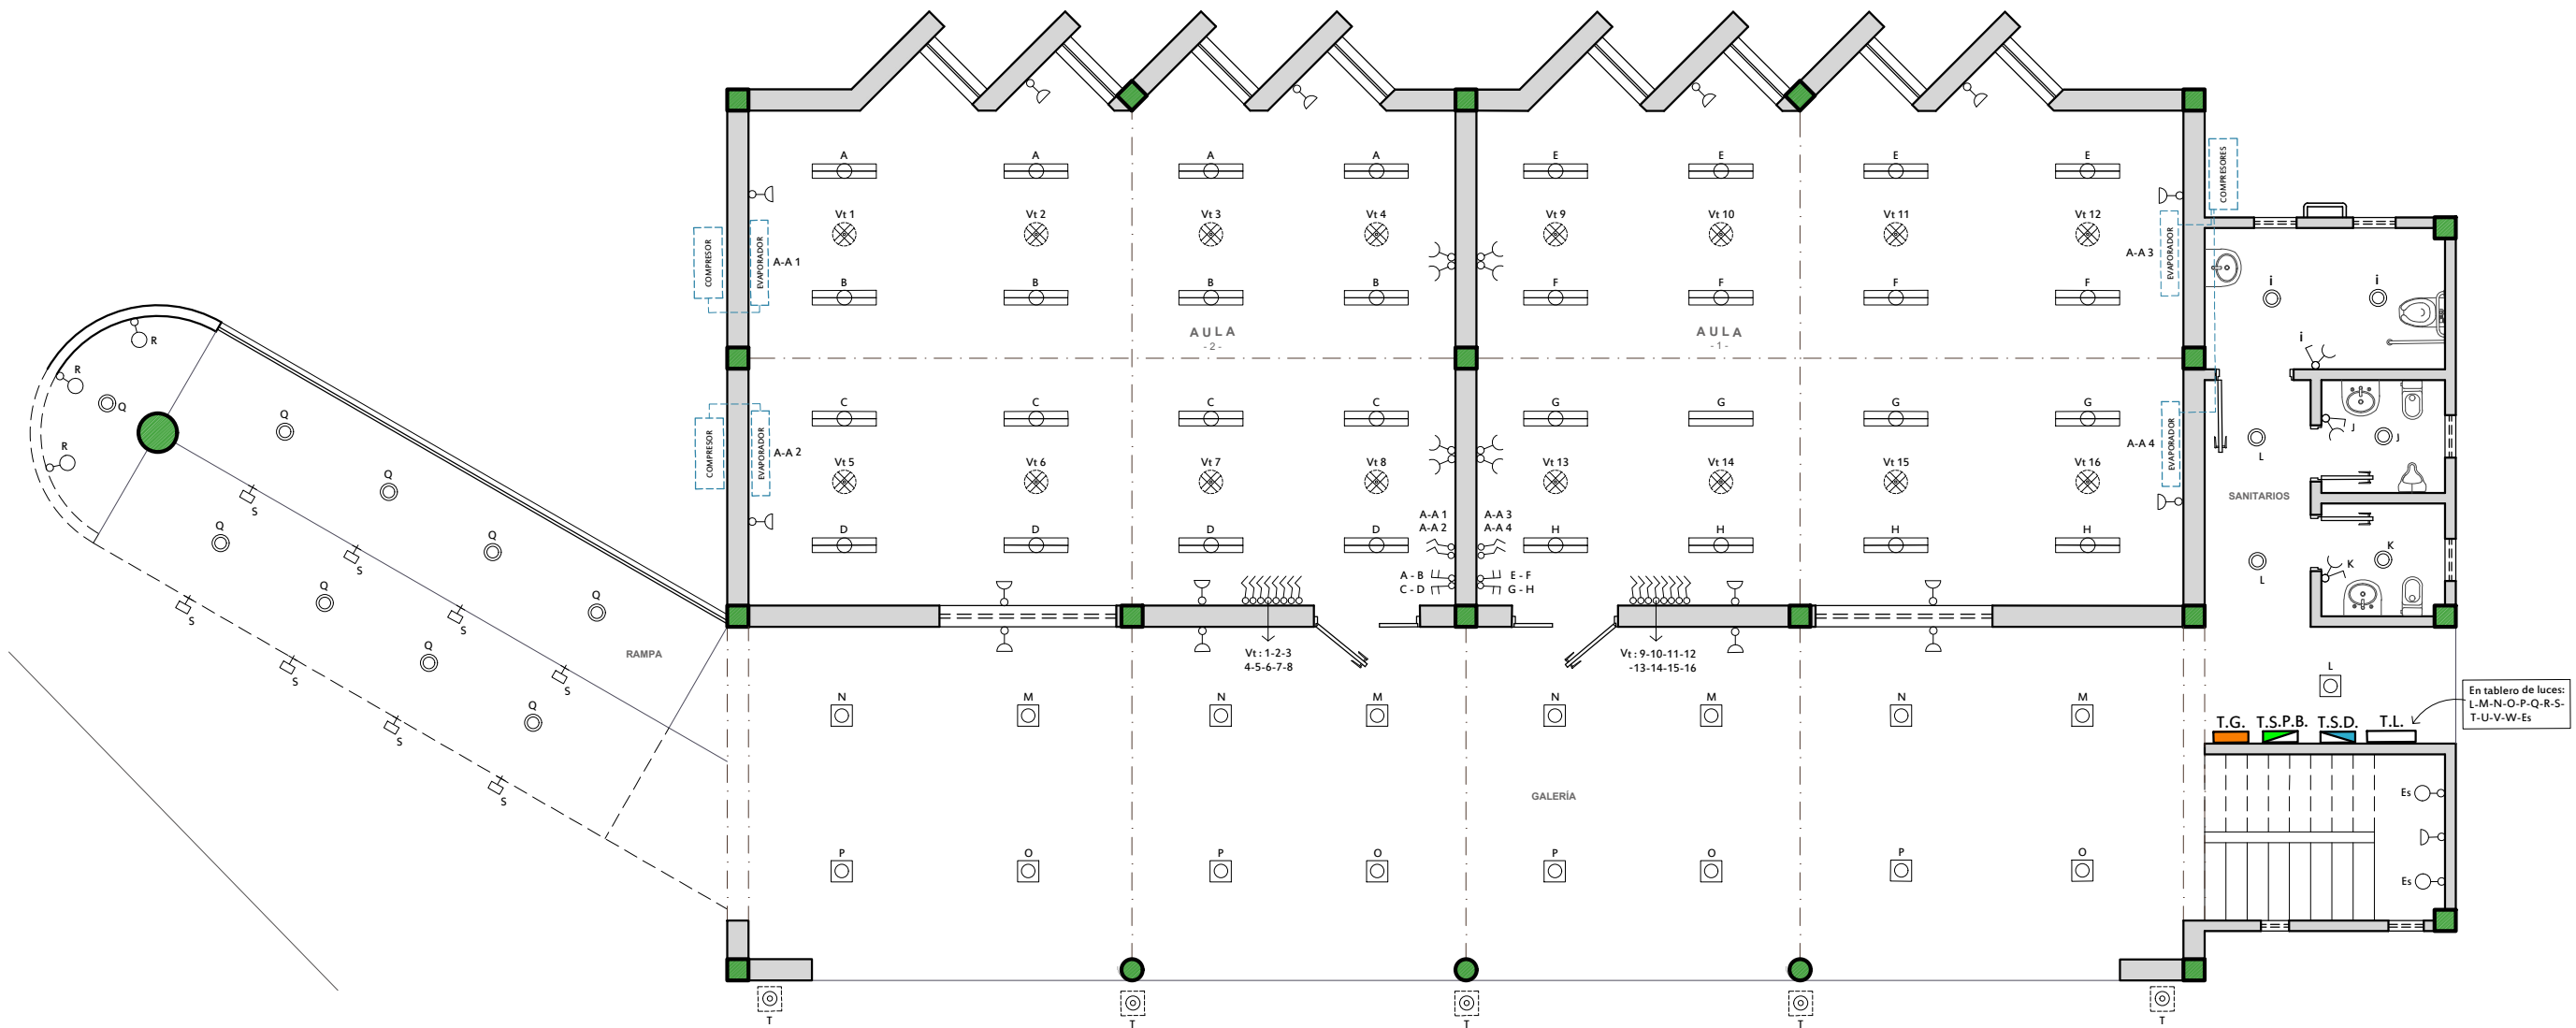 A A A A E E E E
Vt 1 Vt 2 Vt 3 Vt 4 Vt 9 Vt 10 Vt 11 Vt 12
COMPRESORES
COMPRESOR
EVAPORADOR
A-A 1
A-A 3
EVAPORADOR
B B B B F F F F
i i
AULA
- 2 -
AULA
- 1 -
i
R
R
Q
R
Q
Q
Q
Q
Q
Q
Q
Q
S
S
S
S
S
S
S
S
RAMPA
C C C C G G G G
COMPRESOR
EVAPORADOR
A-A 2
A-A 4
EVAPORADOR
J
J
L
Vt 5 Vt 6 Vt 7 Vt 8 Vt 13 Vt 14 Vt 15 Vt 16
SANITARIOS
A-A 1
A-A 2
A-A 3
A-A 4
D D D D H H H H
K
K
L
A - B
C - D
E - F
G - H
Vt : 1-2-3
4-5-6-7-8
Vt : 9-10-11-12
-13-14-15-16
L
N M N M N M N M
En tablero de luces:
L-M-N-O-P-Q-R-S-
T-U-V-W-Es
T.G. T.S.P.B. T.S.D. T.L.
GALERÍA
Es
P O P O P O P O
Es
T T T T T